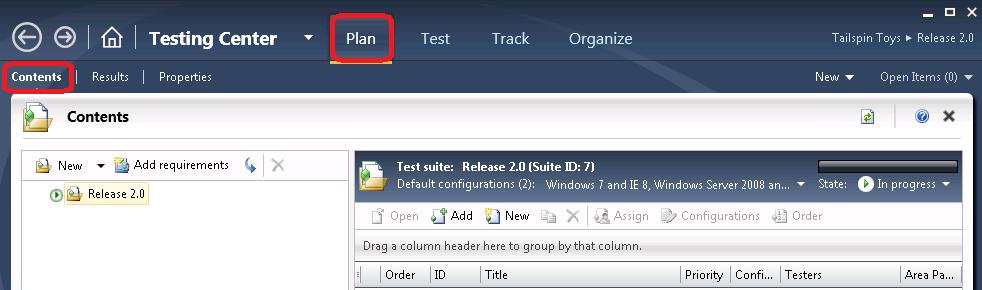 Testing Center Plan Test Track Organize Tailspin Toys ▸ Release 2.0
Contents Results Properties New Open Items (0)
Contents
New Add requirements
Release 2.0
Test suite: Release 2.0 (Suite ID: 7)
Default configurations (2): Windows 7 and IE 8, Windows Server 2008 an... State: In progress
Open Add New Assign Configurations Order
Drag a column header here to group by that column.
Order ID Title Priority Confi... Testers Area Pa...